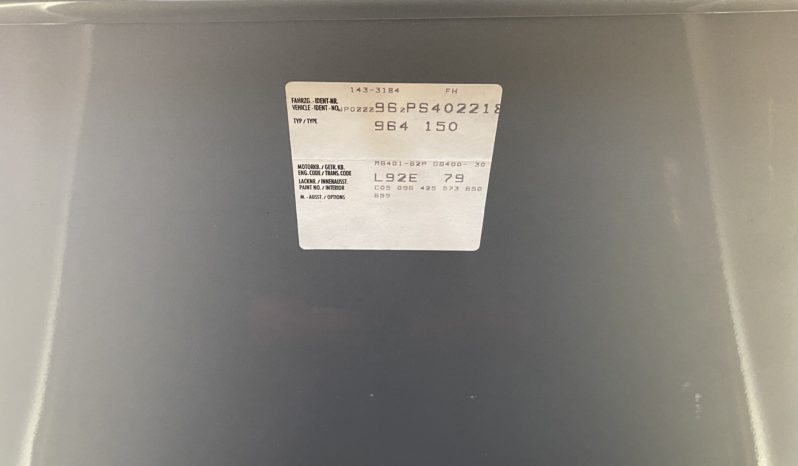 143-3184 FH
FAHRZG.-IDENT-NR.
VEHICLE-IDENT-NO. WP0ZZZ96ZPS402218
TYP / TYPE 964 150
MOTORKB. / GETR. KB. M6401-62P G6400- 30
ENG. CODE / TRANS. CODE
LACKNR. / INNENAUSST. L92E 79
PAINT NO. / INTERIOR
M.-AUSST. / OPTIONS C05 096 425 573 650
659